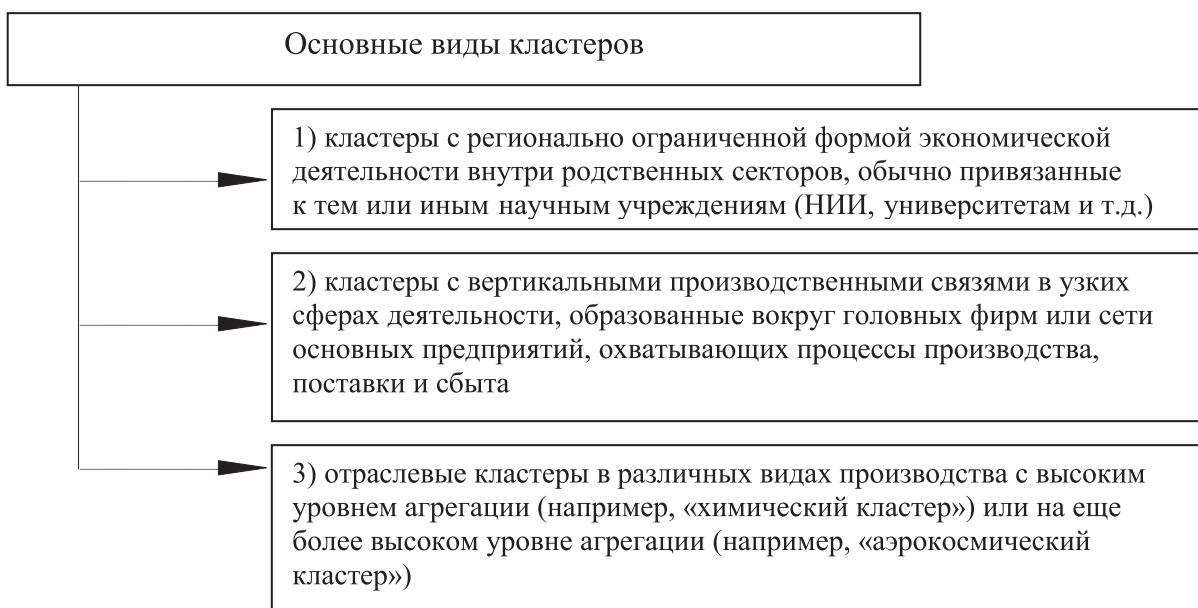 Основные виды кластеров
1) кластеры с регионально ограниченной формой экономической
деятельности внутри родственных секторов, обычно привязанные
к тем или иным научным учреждениям (НИИ, университетам и т.д.)
2) кластеры с вертикальными производственными связями в узких
сферах деятельности, образованные вокруг головных фирм или сети
основных предприятий, охватывающих процессы производства,
поставки и сбыта
3) отраслевые кластеры в различных видах производства с высоким
уровнем агрегации (например, «химический кластер») или на еще
более высоком уровне агрегации (например, «аэрокосмический
кластер»)